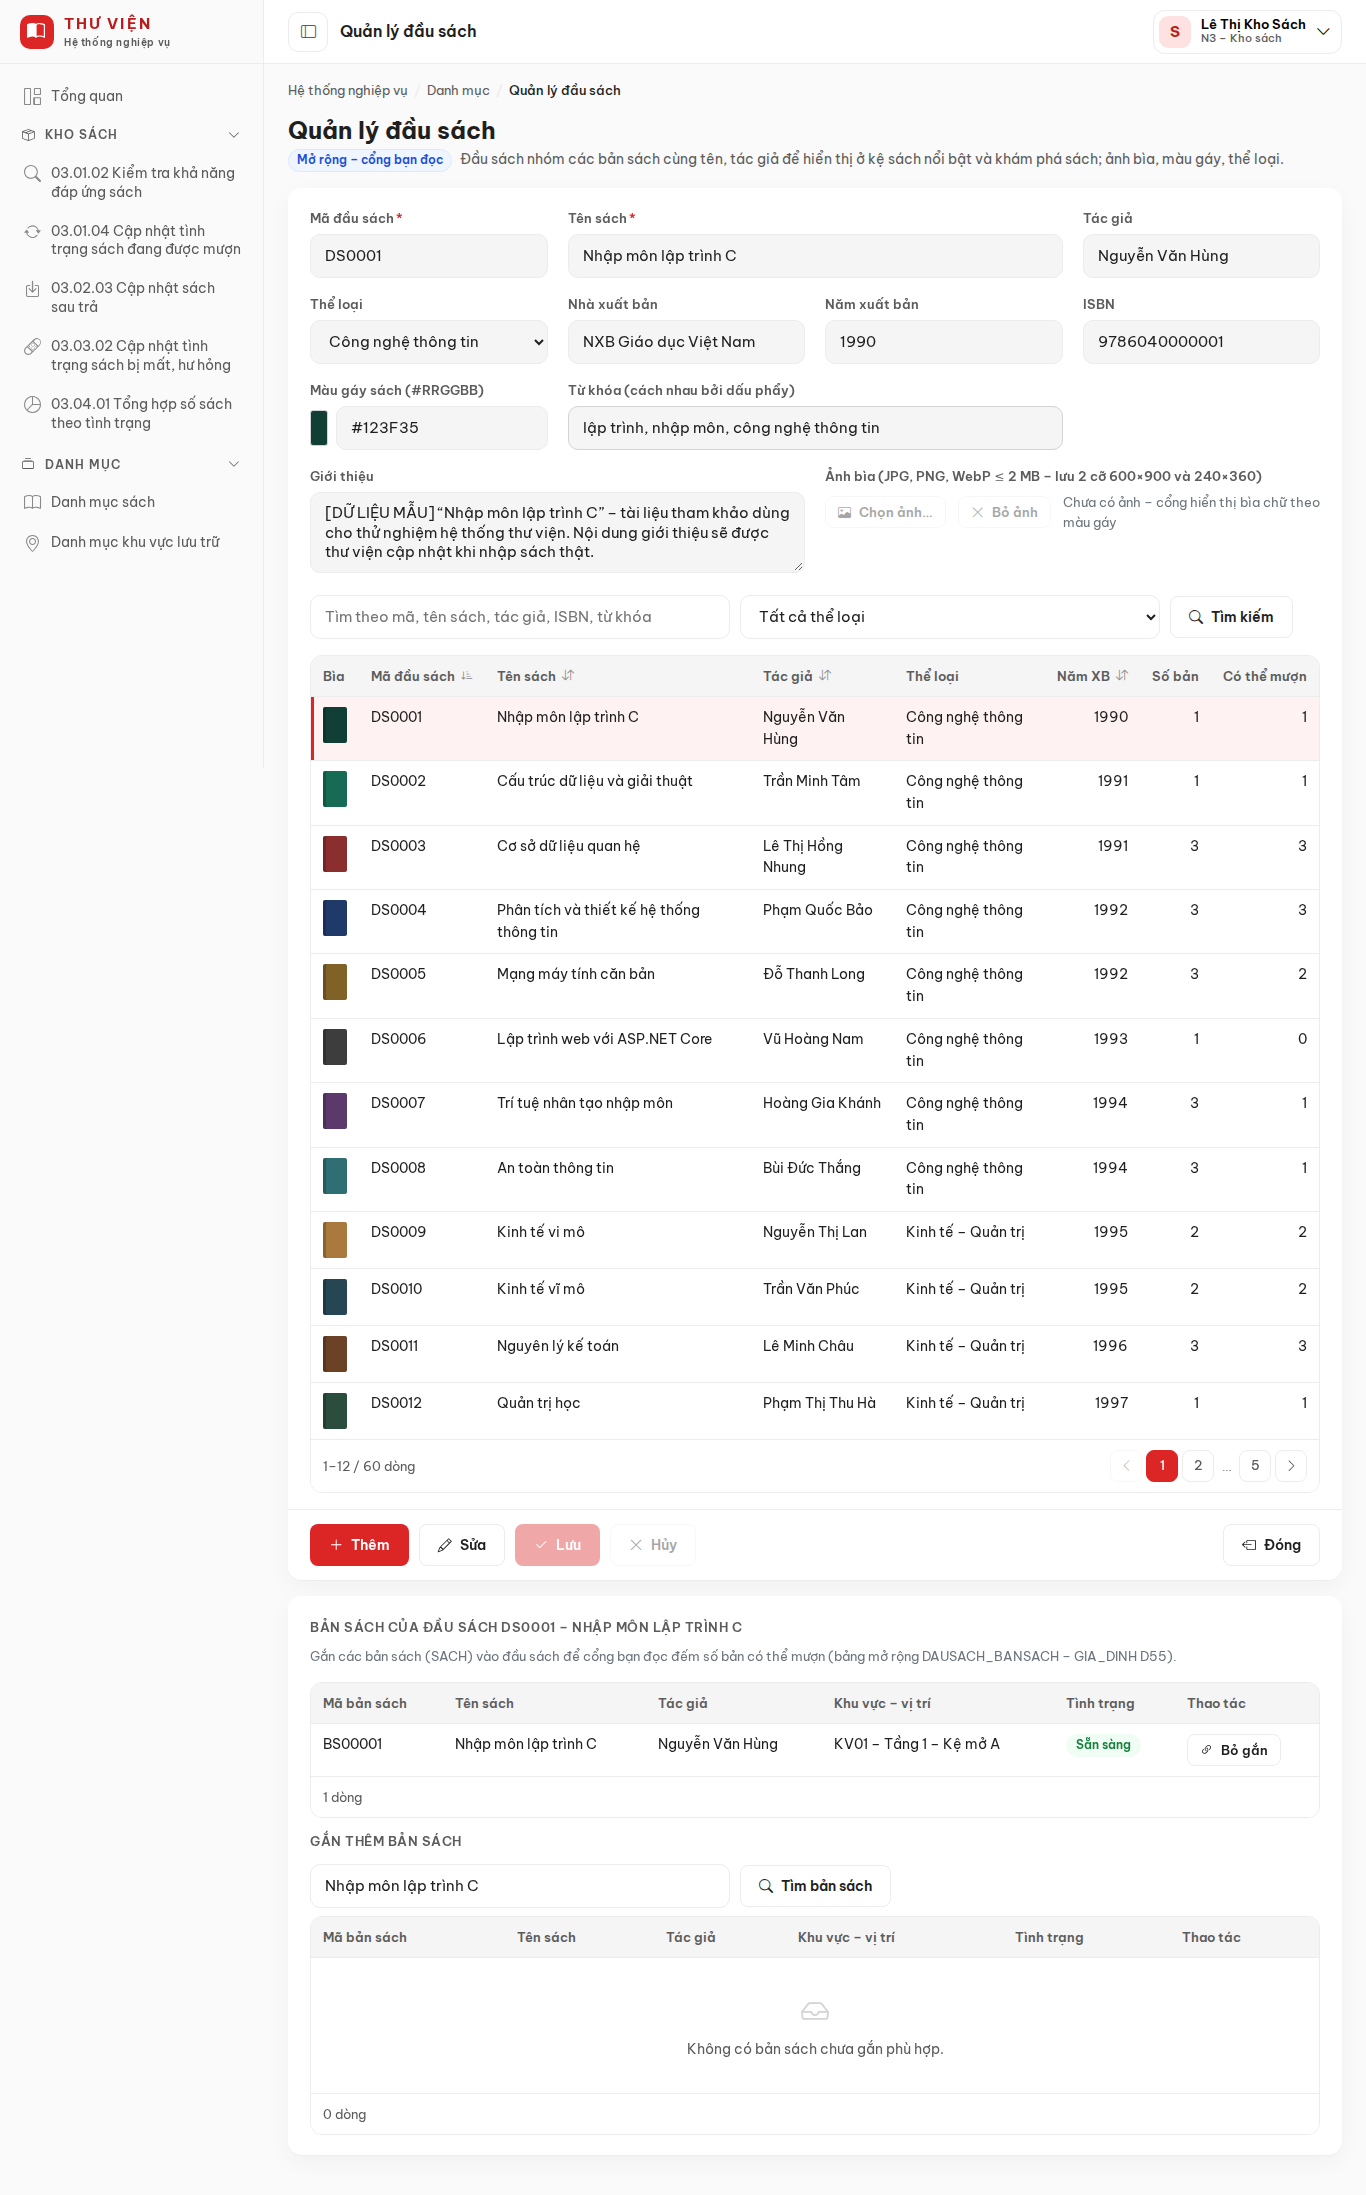 THƯ VIỆN
Hệ thống nghiệp vụ
Quản lý đầu sách
S
Lê Thị Kho Sách
N3 – Kho sách
Tổng quan
KHO SÁCH
03.01.02 Kiểm tra khả năng
đáp ứng sách
03.01.04 Cập nhật tình
trạng sách đang được mượn
03.02.03 Cập nhật sách
sau trả
03.03.02 Cập nhật tình
trạng sách bị mất, hư hỏng
03.04.01 Tổng hợp số sách
theo tình trạng
DANH MỤC
Danh mục sách
Danh mục khu vực lưu trữ
Hệ thống nghiệp vụ / Danh mục / Quản lý đầu sách
Quản lý đầu sách
Mở rộng – cổng bạn đọc Đầu sách nhóm các bản sách cùng tên, tác giả để hiển thị ở kệ sách nổi bật và khám phá sách; ảnh bìa, màu gáy, thể loại.
Mã đầu sách * Tên sách * Tác giả
DS0001 Nhập môn lập trình C Nguyễn Văn Hùng
Thể loại Nhà xuất bản Năm xuất bản ISBN
Công nghệ thông tin NXB Giáo dục Việt Nam 1990 9786040000001
Màu gáy sách (#RRGGBB) Từ khóa (cách nhau bởi dấu phẩy)
#123F35 lập trình, nhập môn, công nghệ thông tin
Giới thiệu Ảnh bìa (JPG, PNG, WebP ≤ 2 MB – lưu 2 cỡ 600×900 và 240×360)
[DỮ LIỆU MẪU] “Nhập môn lập trình C” – tài liệu tham khảo dùng
cho thử nghiệm hệ thống thư viện. Nội dung giới thiệu sẽ được
thư viện cập nhật khi nhập sách thật.
Chọn ảnh... Bỏ ảnh Chưa có ảnh – cổng hiển thị bìa chữ theo
màu gáy
Tìm theo mã, tên sách, tác giả, ISBN, từ khóa Tất cả thể loại Tìm kiếm
Bìa Mã đầu sách Tên sách Tác giả Thể loại Năm XB Số bản Có thể mượn
DS0001 Nhập môn lập trình C Nguyễn Văn Hùng Công nghệ thông tin 1990 1 1
DS0002 Cấu trúc dữ liệu và giải thuật Trần Minh Tâm Công nghệ thông tin 1991 1 1
DS0003 Cơ sở dữ liệu quan hệ Lê Thị Hồng Nhung Công nghệ thông tin 1991 3 3
DS0004 Phân tích và thiết kế hệ thống thông tin Phạm Quốc Bảo Công nghệ thông tin 1992 3 3
DS0005 Mạng máy tính căn bản Đỗ Thanh Long Công nghệ thông tin 1992 3 2
DS0006 Lập trình web với ASP.NET Core Vũ Hoàng Nam Công nghệ thông tin 1993 1 0
DS0007 Trí tuệ nhân tạo nhập môn Hoàng Gia Khánh Công nghệ thông tin 1994 3 1
DS0008 An toàn thông tin Bùi Đức Thắng Công nghệ thông tin 1994 3 1
DS0009 Kinh tế vi mô Nguyễn Thị Lan Kinh tế – Quản trị 1995 2 2
DS0010 Kinh tế vĩ mô Trần Văn Phúc Kinh tế – Quản trị 1995 2 2
DS0011 Nguyên lý kế toán Lê Minh Châu Kinh tế – Quản trị 1996 3 3
DS0012 Quản trị học Phạm Thị Thu Hà Kinh tế – Quản trị 1997 1 1
1–12 / 60 dòng 1 2 ... 5
Thêm Sửa Lưu Hủy Đóng
BẢN SÁCH CỦA ĐẦU SÁCH DS0001 – NHẬP MÔN LẬP TRÌNH C
Gắn các bản sách (SACH) vào đầu sách để cổng bạn đọc đếm số bản có thể mượn (bảng mở rộng DAUSACH_BANSACH – GIA_DINH D55).
Mã bản sách Tên sách Tác giả Khu vực – vị trí Tình trạng Thao tác
BS00001 Nhập môn lập trình C Nguyễn Văn Hùng KV01 – Tầng 1 – Kệ mở A Sẵn sàng Bỏ gắn
1 dòng
GẮN THÊM BẢN SÁCH
Nhập môn lập trình C Tìm bản sách
Mã bản sách Tên sách Tác giả Khu vực – vị trí Tình trạng Thao tác
Không có bản sách chưa gắn phù hợp.
0 dòng